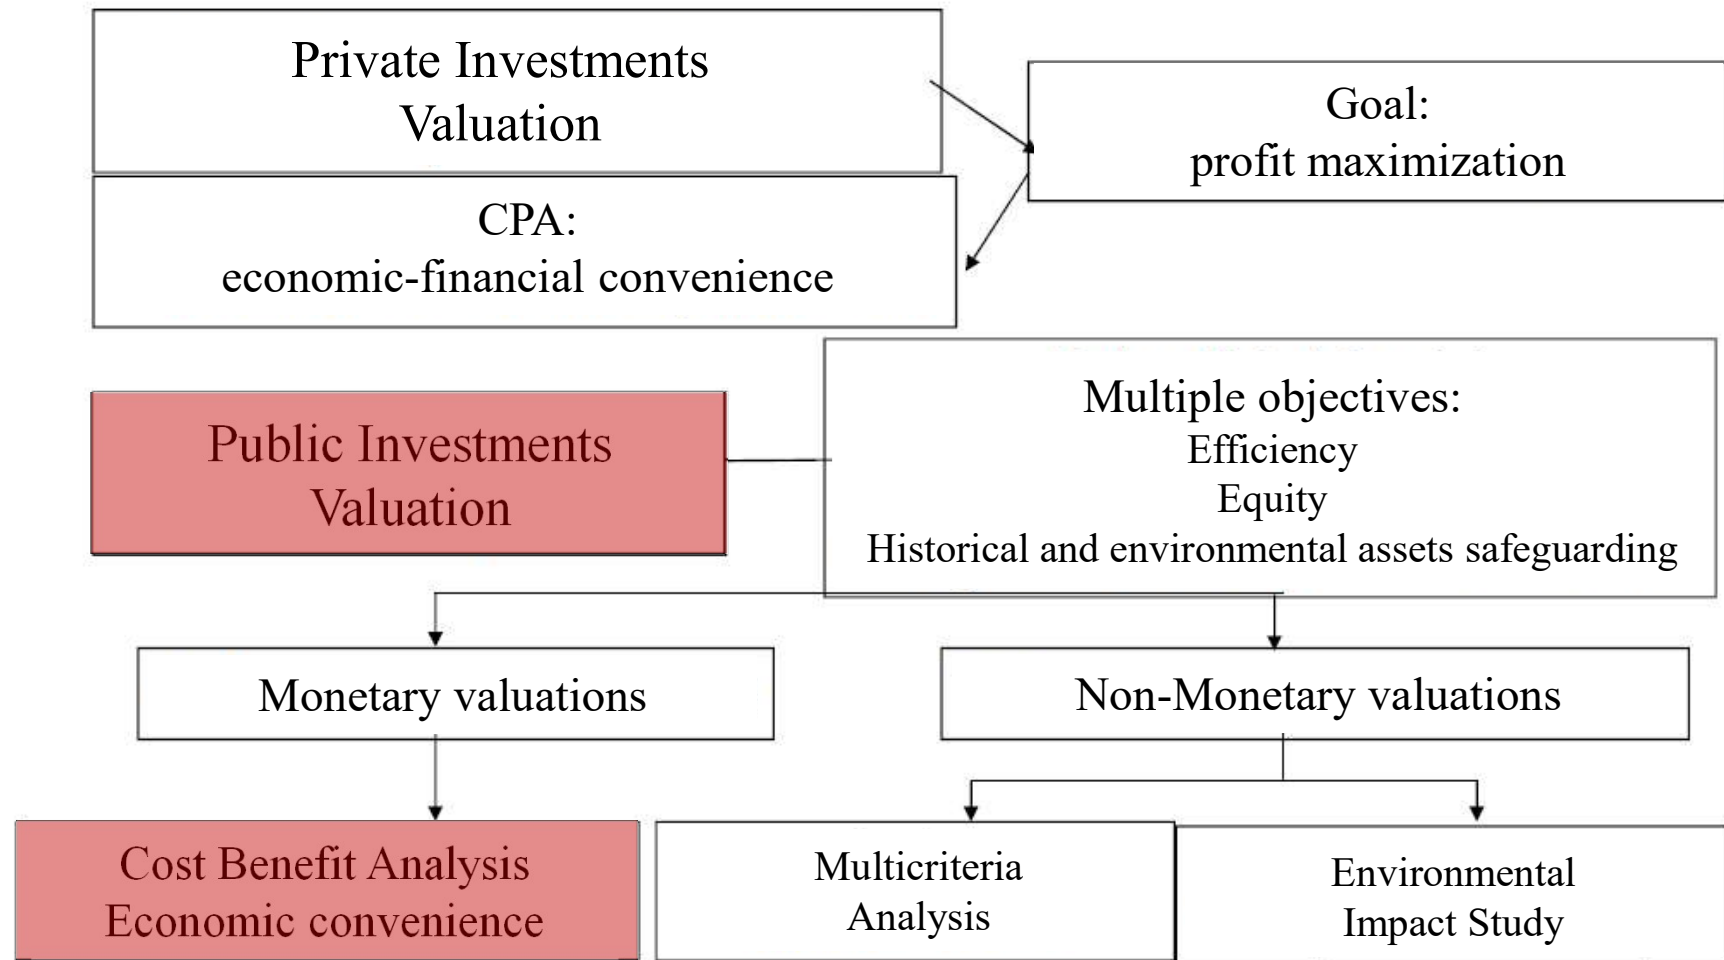 Private Investments
Valuation
Goal:
profit maximization
CPA:
economic-financial convenience
Public Investments
Valuation
Multiple objectives:
Efficiency
Equity
Historical and environmental assets safeguarding
Monetary valuations
Non-Monetary valuations
Cost Benefit Analysis
Economic convenience
Multicriteria
Analysis
Environmental
Impact Study